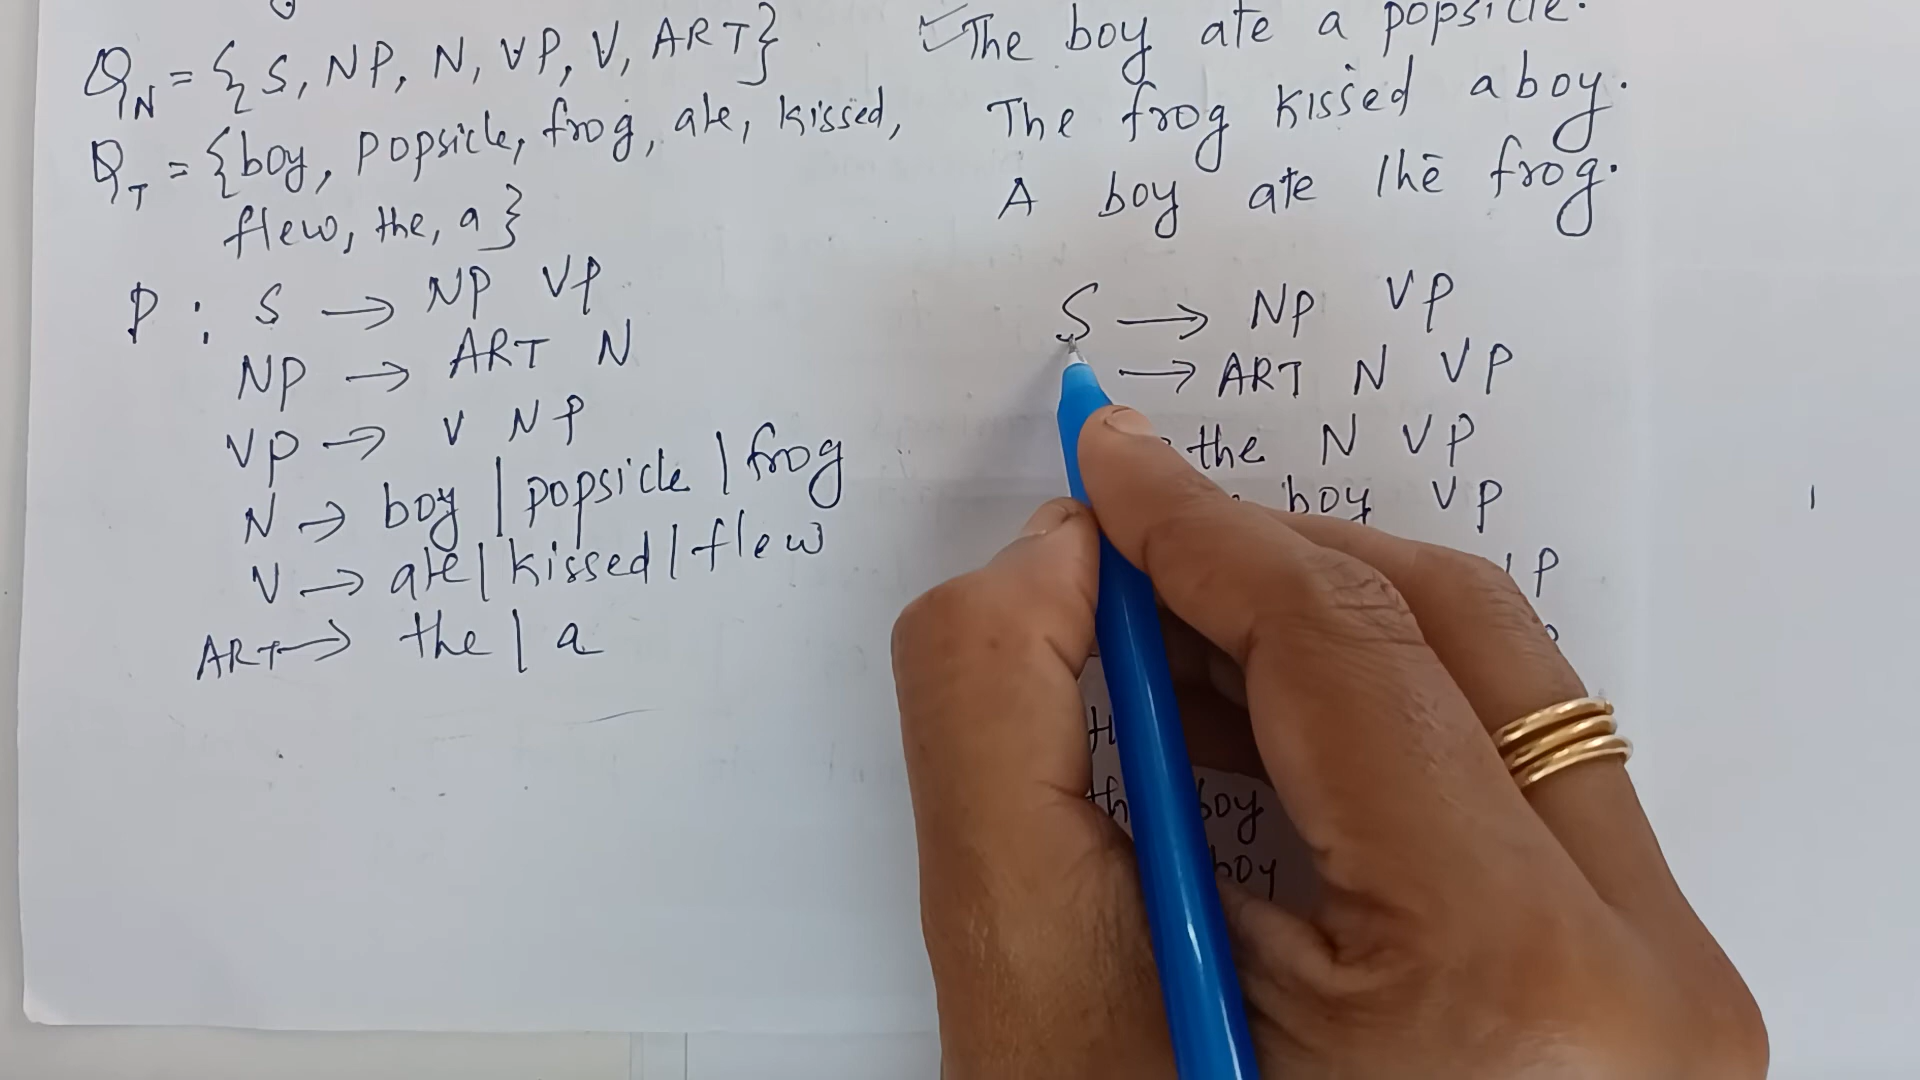 Q_N = {S, NP, N, VP, V, ART}
Q_T = {boy, popsicle, frog, ate, kissed,
flew, the, a}
P : S → NP VP
NP → ART N
VP → V NP
N → boy | popsicle | frog
V → ate | kissed | flew
ART → the | a
✓ The boy ate a popsicle.
The frog kissed a boy.
A boy ate the frog.
S → NP VP
→ ART N VP
the N VP
boy VP
P
boy
boy